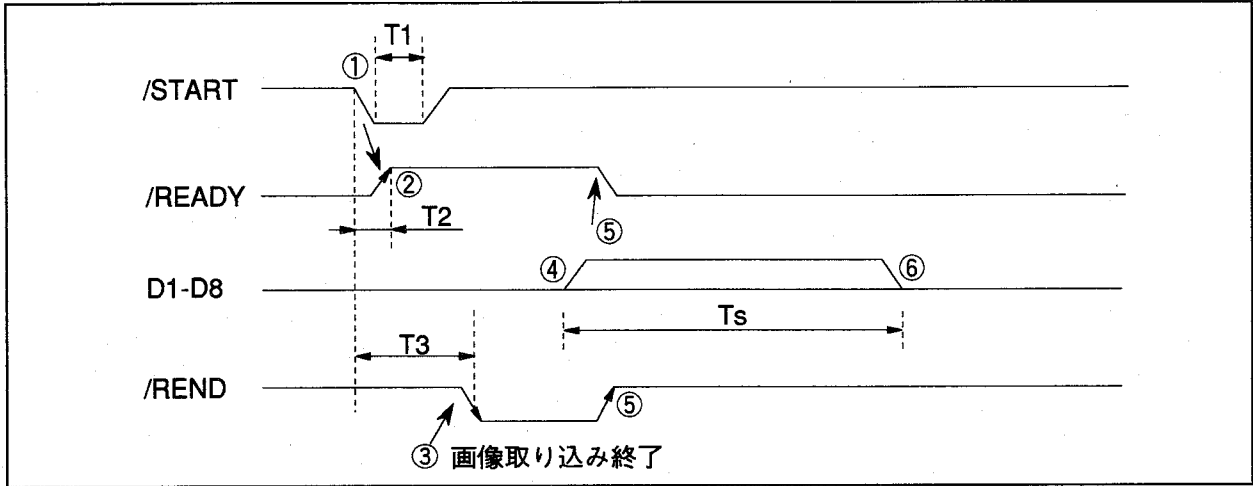 T1
①
/START
②
/READY
T2
⑤
④
⑥
D1-D8
Ts
T3
/REND
⑤
③ 画像取り込み終了